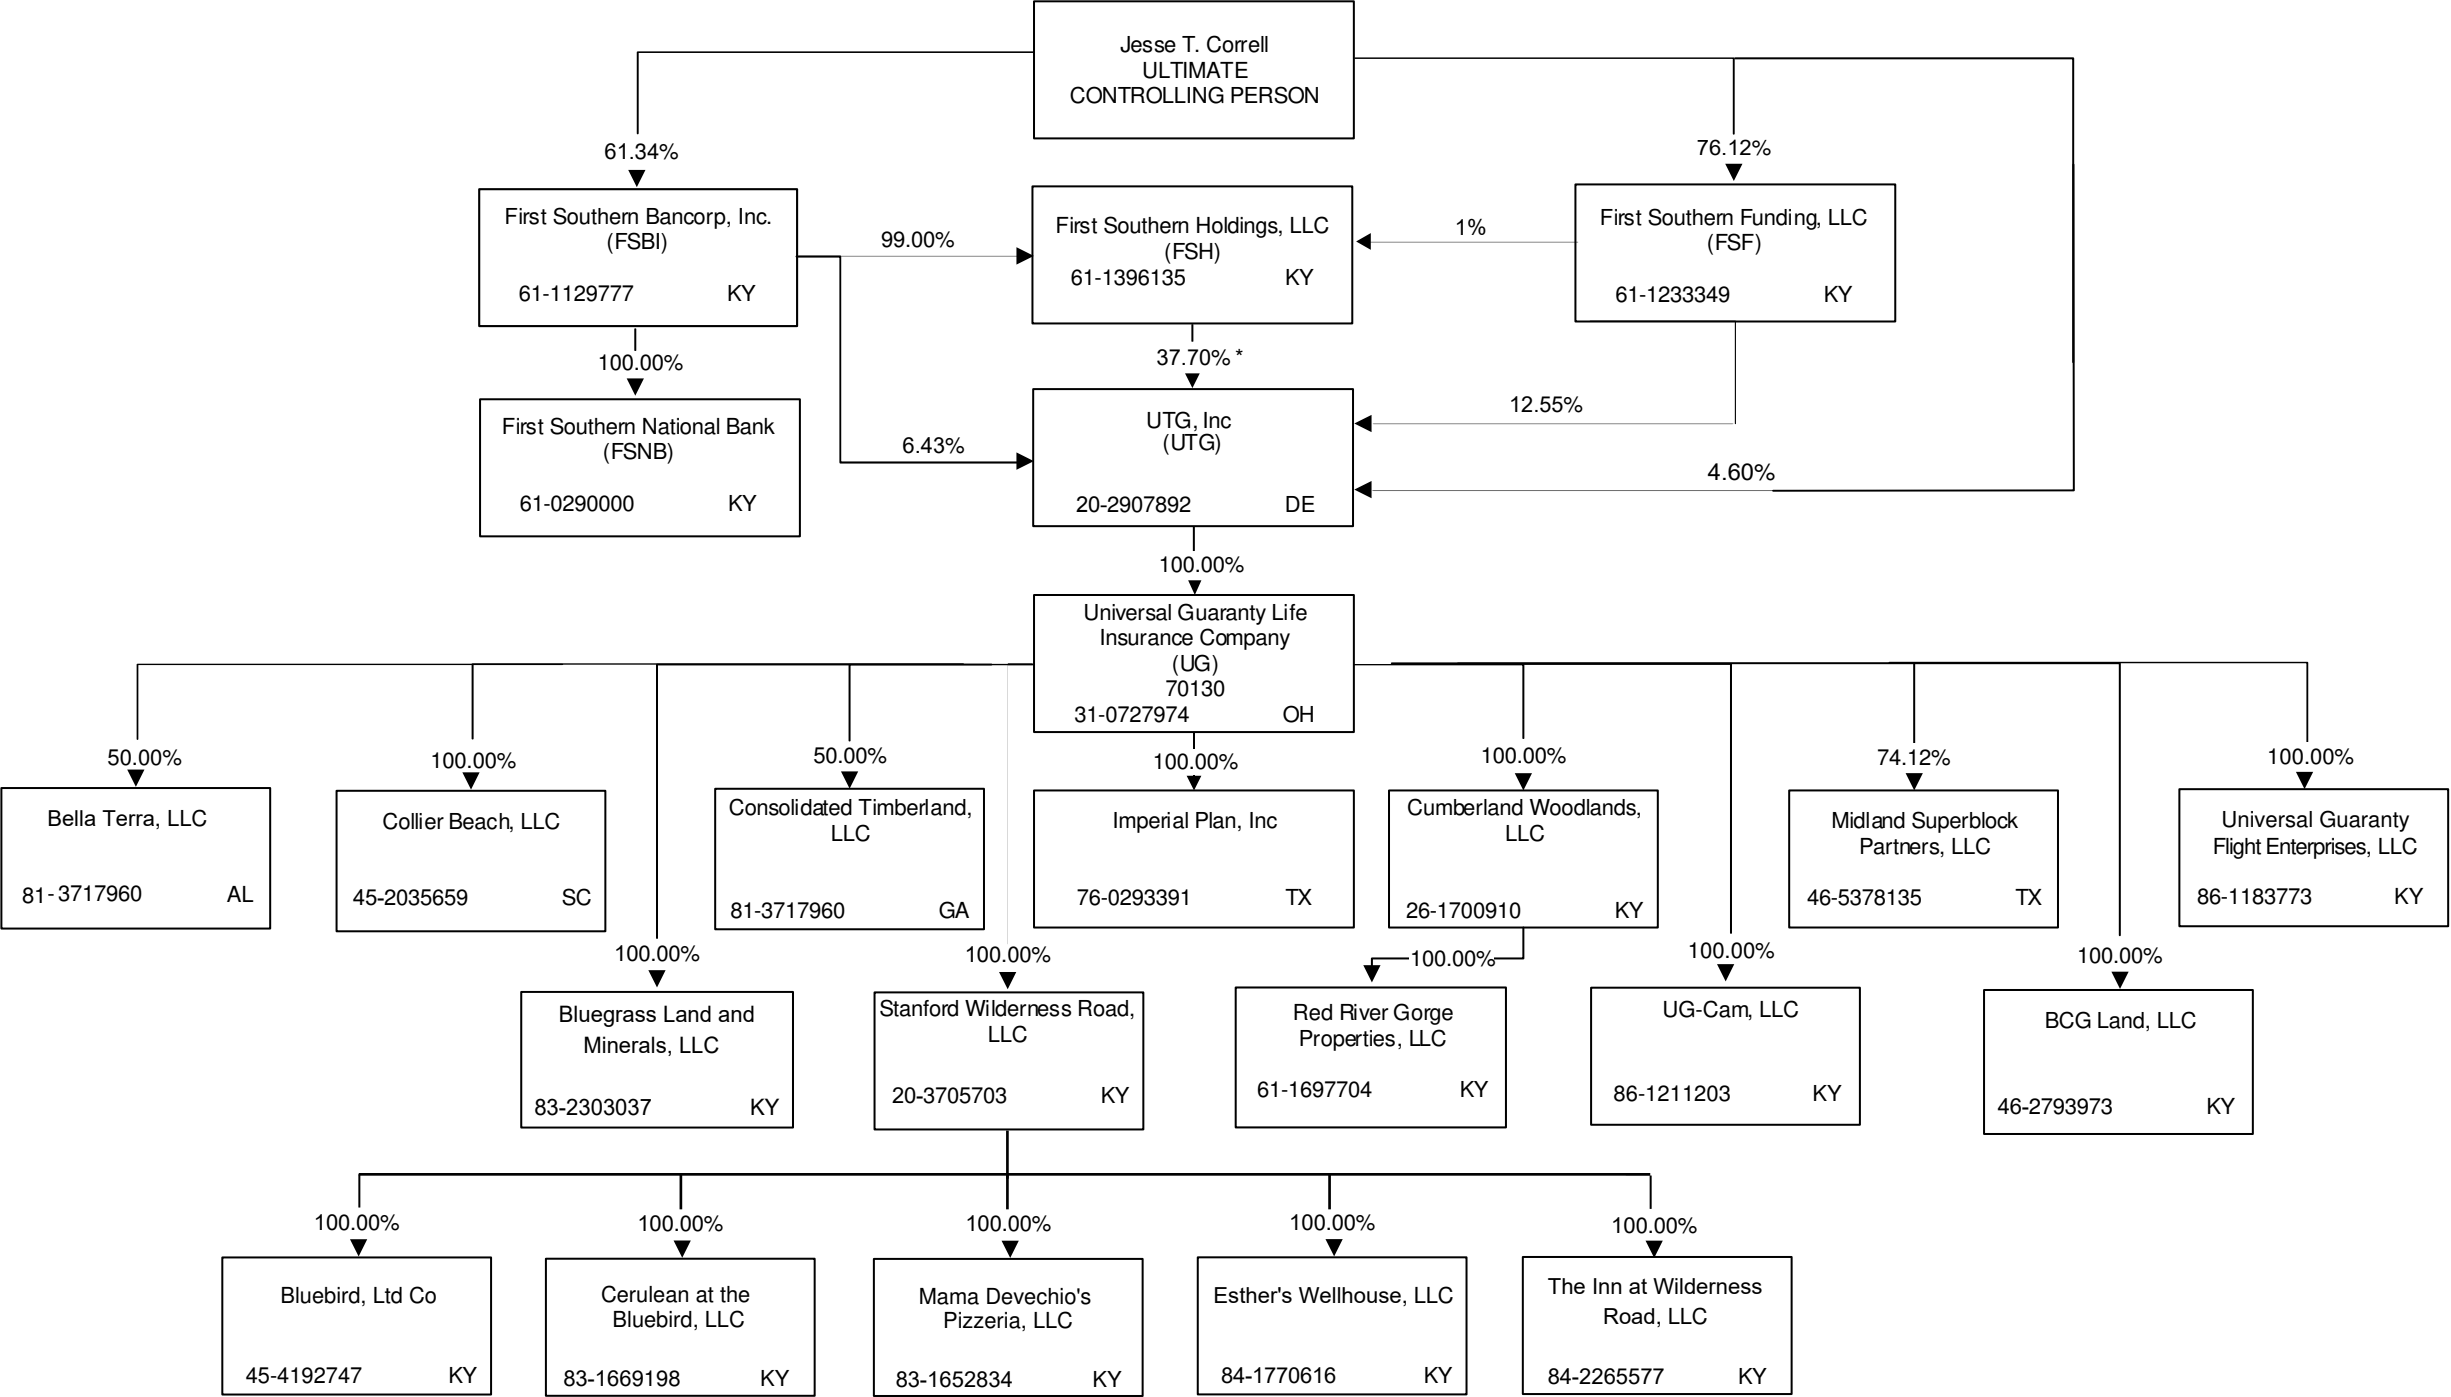 Jesse T. Correll
ULTIMATE
CONTROLLING PERSON
61.34%
76.12%
First Southern Bancorp, Inc.
(FSBI)
61-1129777 KY
99.00%
First Southern Holdings, LLC
(FSH)
61-1396135 KY
1%
First Southern Funding, LLC
(FSF)
61-1233349 KY
100.00%
37.70% *
12.55%
First Southern National Bank
(FSNB)
61-0290000 KY
6.43%
UTG, Inc
(UTG)
20-2907892 DE
4.60%
100.00%
Universal Guaranty Life
Insurance Company
(UG)
70130
31-0727974 OH
50.00%
100.00%
50.00%
100.00%
100.00%
74.12%
100.00%
Bella Terra, LLC
81-3717960 AL
Collier Beach, LLC
45-2035659 SC
Consolidated Timberland,
LLC
81-3717960 GA
Imperial Plan, Inc
76-0293391 TX
Cumberland Woodlands,
LLC
26-1700910 KY
Midland Superblock
Partners, LLC
46-5378135 TX
Universal Guaranty
Flight Enterprises, LLC
86-1183773 KY
100.00%
100.00%
100.00%
100.00%
100.00%
Bluegrass Land and
Minerals, LLC
83-2303037 KY
Stanford Wilderness Road,
LLC
20-3705703 KY
Red River Gorge
Properties, LLC
61-1697704 KY
UG-Cam, LLC
86-1211203 KY
BCG Land, LLC
46-2793973 KY
100.00%
100.00%
100.00%
100.00%
100.00%
Bluebird, Ltd Co
45-4192747 KY
Cerulean at the
Bluebird, LLC
83-1669198 KY
Mama Devechio's
Pizzeria, LLC
83-1652834 KY
Esther's Wellhouse, LLC
84-1770616 KY
The Inn at Wilderness
Road, LLC
84-2265577 KY